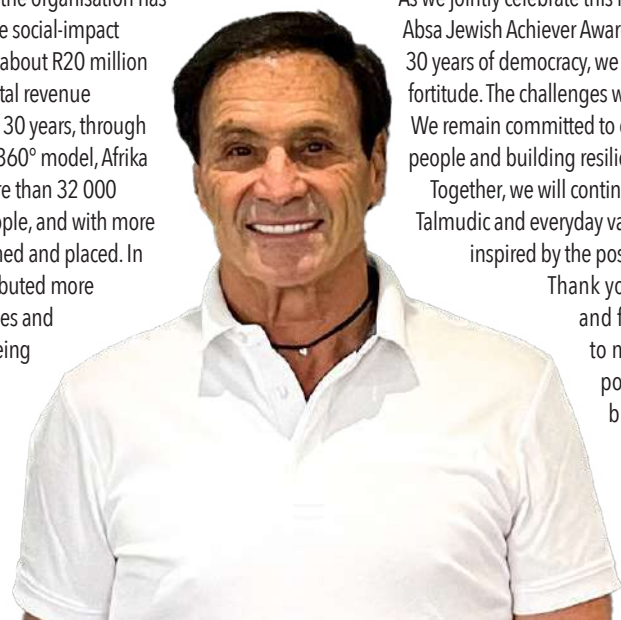 the organisation has
e social-impact
about R20 million
tal revenue
30 years, through
360º model, Afrika
re than 32 000
ple, and with more
ned and placed. In
buted more
es and
eing
As we jointly celebrate this
Absa Jewish Achiever Awar
30 years of democracy, we
fortitude. The challenges w
We remain committed to
people and building resilie
Together, we will contin
Talmudic and everyday va
inspired by the pos
Thank yo
and f
to n
po
b